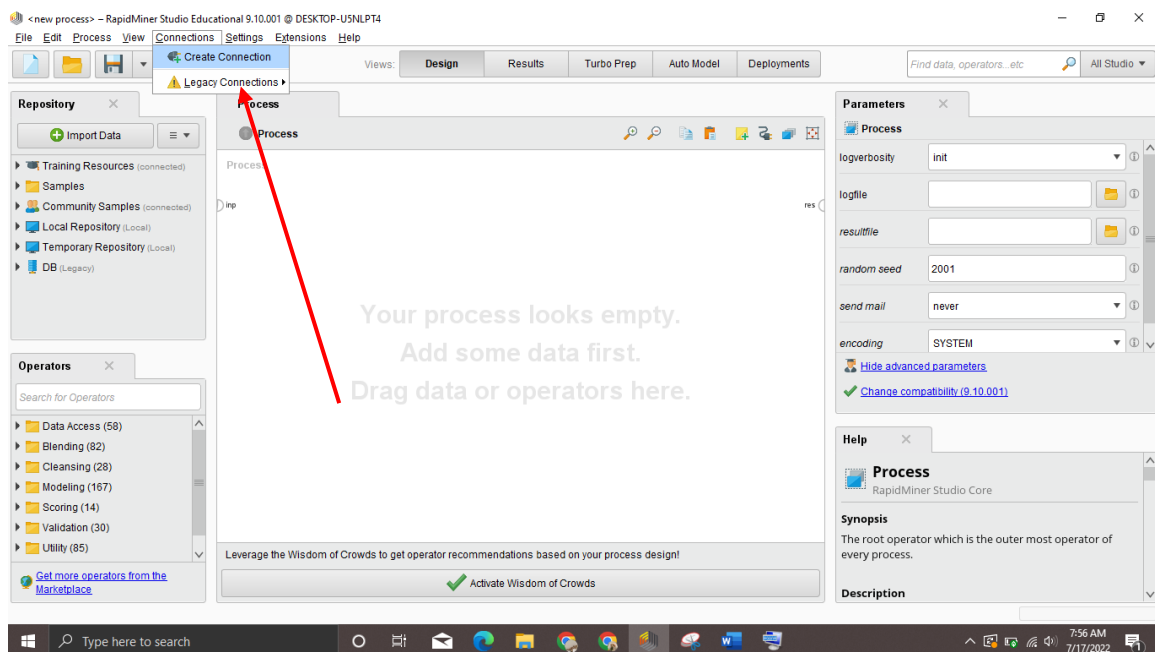 <new process> – RapidMiner Studio Educational 9.10.001 @ DESKTOP-U5NLPT4
File Edit Process View Connections Settings Extensions Help
Create Connection
Legacy Connections
Views: Design Results Turbo Prep Auto Model Deployments
Find data, operators...etc
All Studio
Repository
Import Data
Training Resources (connected)
Samples
Community Samples (connected)
Local Repository (Local)
Temporary Repository (Local)
DB (Legacy)
Operators
Search for Operators
Data Access (58)
Blending (82)
Cleansing (28)
Modeling (167)
Scoring (14)
Validation (30)
Utility (85)
Get more operators from the
Marketplace
Process
Process
Process
inp
res
Your process looks empty.
Add some data first.
Drag data or operators here.
Leverage the Wisdom of Crowds to get operator recommendations based on your process design!
Activate Wisdom of Crowds
Parameters
Process
logverbosity init
logfile
resultfile
random seed 2001
send mail never
encoding SYSTEM
Hide advanced parameters
Change compatibility (9.10.001)
Help
Process
RapidMiner Studio Core
Synopsis
The root operator which is the outer most operator of
every process.
Description
Type here to search
7:56 AM
7/17/2022